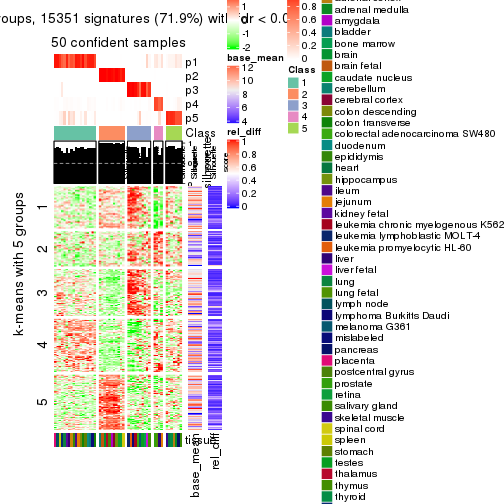 roups, 15351 signatures (71.9%) with
dr < 0.0
50 confident samples
p1
p2
p3
p4
p5
Class
1
2
3
4
5
k-means with 5 groups
tissue
base_mean
rel_diff
1
0
-1
-2
base_mean
12
10
8
6
4
rel_diff
1
0.8
0.6
0.4
0.2
0
0.8
0.6
0.4
0.2
0
Class
1
2
3
4
5
adrenal medulla
amygdala
bladder
bone marrow
brain
brain fetal
caudate nucleus
cerebellum
cerebral cortex
colon descending
colon transverse
colorectal adenocarcinoma SW480
duodenum
epididymis
heart
hippocampus
ileum
jejunum
kidney fetal
leukemia chronic myelogenous K562
leukemia lymphoblastic MOLT-4
leukemia promyelocytic HL-60
liver
liver fetal
lung
lung fetal
lymph node
lymphoma Burkitts Daudi
melanoma G361
mislabeled
pancreas
placenta
postcentral gyrus
prostate
retina
salivary gland
skeletal muscle
spinal cord
spleen
stomach
testes
thalamus
thymus
thyroid